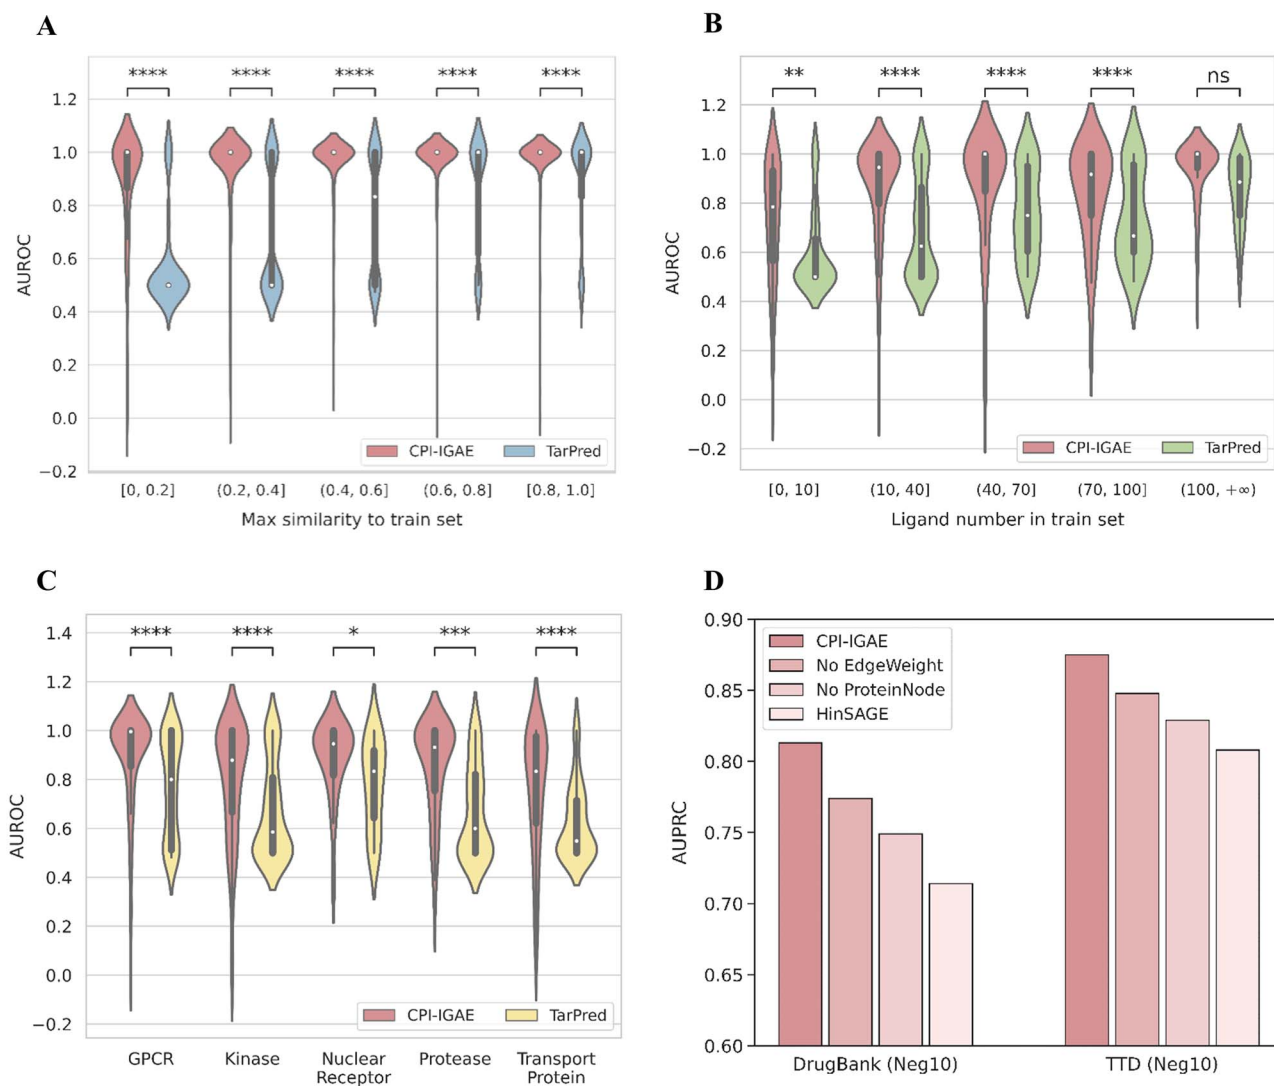 A
****
****
****
****
****
1.2
1.0
0.8
0.6
0.4
0.2
0.0
−0.2
AUROC
CPI-IGAE
TarPred
[0, 0.2]
(0.2, 0.4]
(0.4, 0.6]
(0.6, 0.8]
[0.8, 1.0]
Max similarity to train set
B
**
****
****
****
ns
1.2
1.0
0.8
0.6
0.4
0.2
0.0
−0.2
AUROC
CPI-IGAE
TarPred
[0, 10]
(10, 40]
(40, 70]
(70, 100]
(100, +∞)
Ligand number in train set
C
****
****
*
***
****
1.4
1.2
1.0
0.8
0.6
0.4
0.2
0.0
−0.2
AUROC
CPI-IGAE
TarPred
GPCR
Kinase
Nuclear
Receptor
Protease
Transport
Protein
D
0.90
0.85
0.80
0.75
0.70
0.65
0.60
AUPRC
CPI-IGAE
No EdgeWeight
No ProteinNode
HinSAGE
DrugBank (Neg10)
TTD (Neg10)